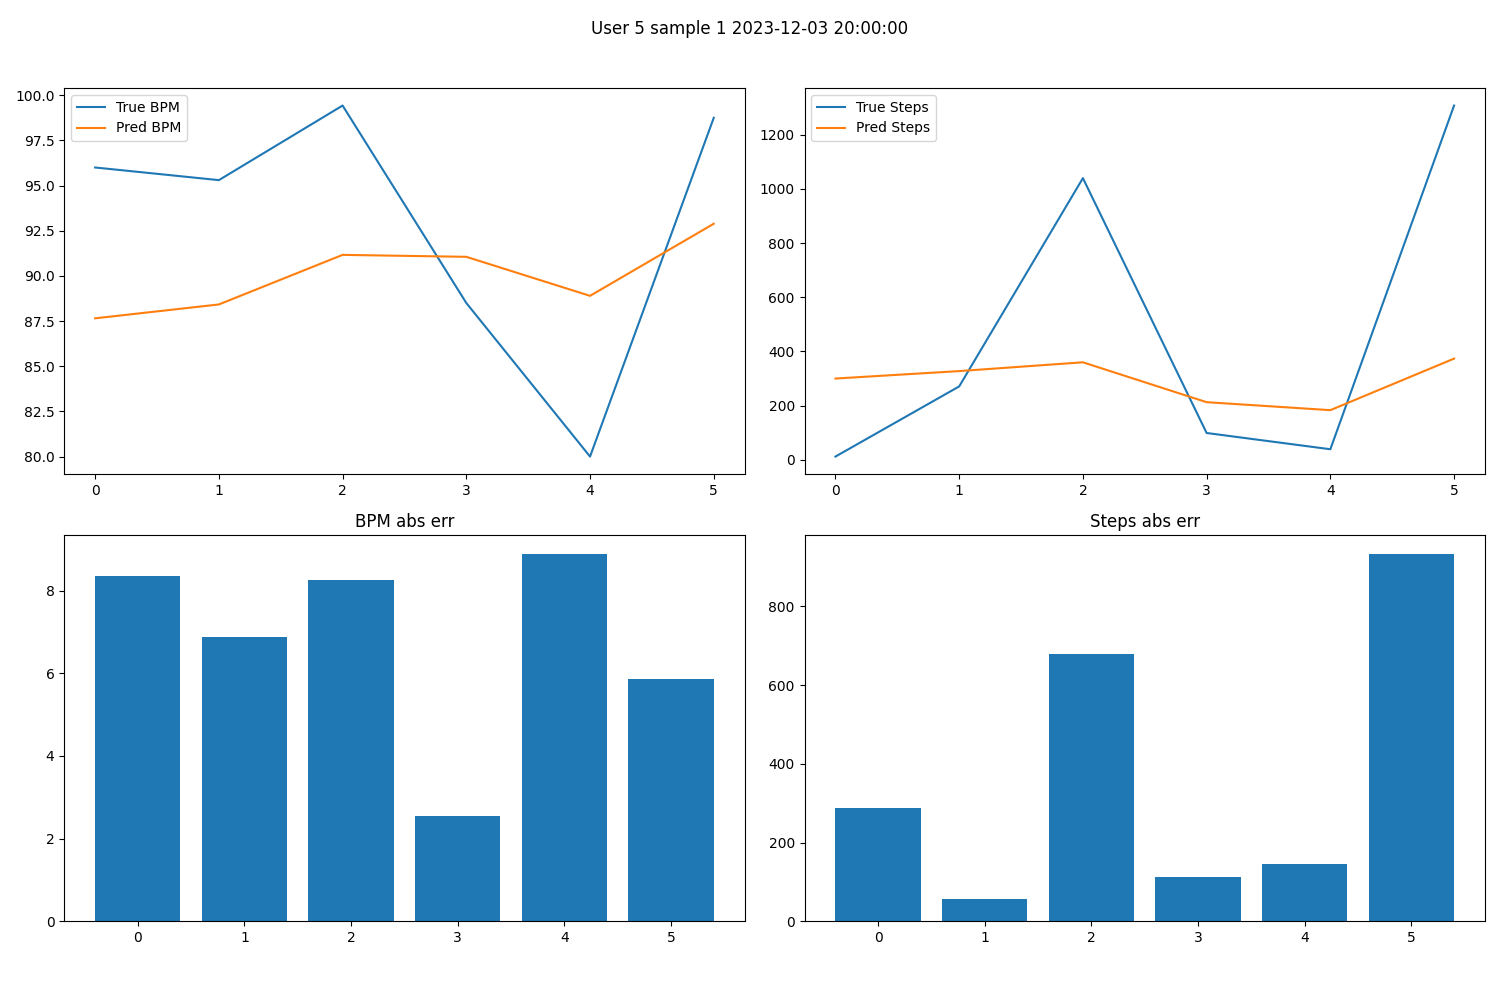 User 5 sample 1 2023-12-03 20:00:00
True BPM
Pred BPM
100.0
97.5
95.0
92.5
90.0
87.5
85.0
82.5
80.0
0 1 2 3 4 5
True Steps
Pred Steps
1200
1000
800
600
400
200
0
0 1 2 3 4 5
BPM abs err
8
6
4
2
0
0 1 2 3 4 5
Steps abs err
800
600
400
200
0
0 1 2 3 4 5